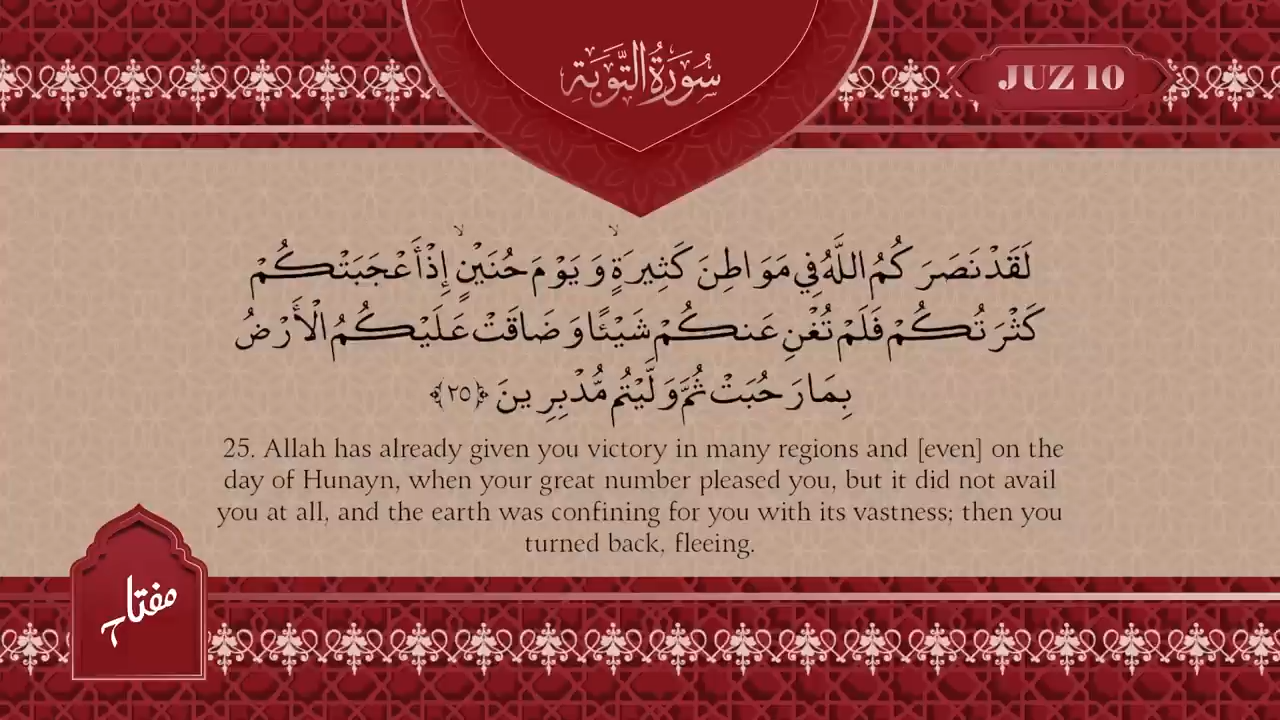 سُورَةُ التَّوْبَةِ
JUZ 10
لَقَدْ نَصَرَكُمُ اللَّهُ فِي مَوَاطِنَ كَثِيرَةٍ ۙ وَيَوْمَ حُنَيْنٍ ۙ إِذْ أَعْجَبَتْكُمْ
كَثْرَتُكُمْ فَلَمْ تُغْنِ عَنكُمْ شَيْئًا وَضَاقَتْ عَلَيْكُمُ الْأَرْضُ
بِمَا رَحُبَتْ ثُمَّ وَلَّيْتُم مُّدْبِرِينَ ﴿٢٥﴾
25. Allah has already given you victory in many regions and [even] on the
day of Hunayn, when your great number pleased you, but it did not avail
you at all, and the earth was confining for you with its vastness; then you
turned back, fleeing.
مفتاح